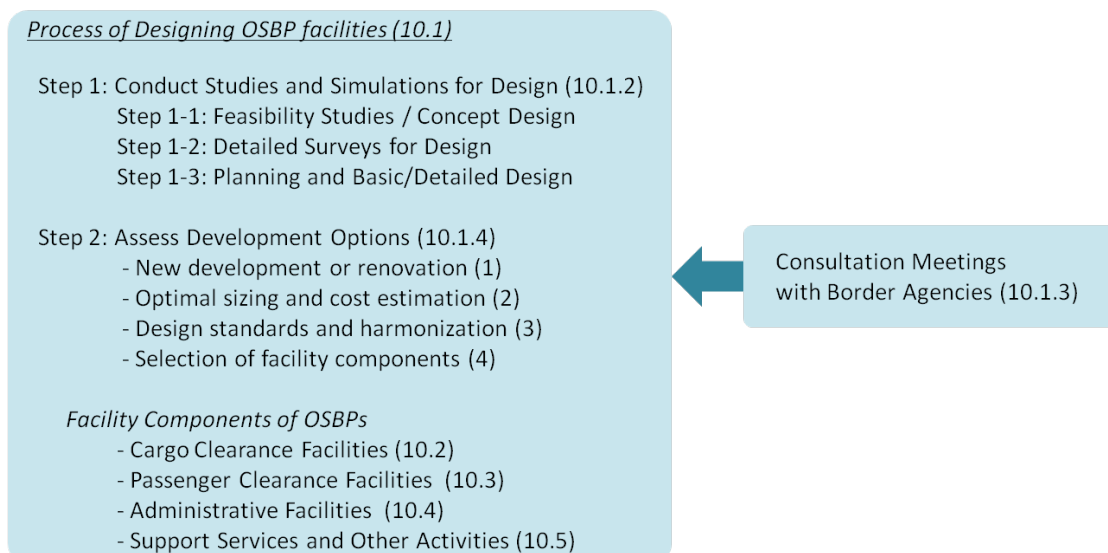 Process of Designing OSBP facilities (10.1)
Step 1: Conduct Studies and Simulations for Design (10.1.2)
Step 1-1: Feasibility Studies / Concept Design
Step 1-2: Detailed Surveys for Design
Step 1-3: Planning and Basic/Detailed Design
Step 2: Assess Development Options (10.1.4)
- New development or renovation (1)
- Optimal sizing and cost estimation (2)
- Design standards and harmonization (3)
- Selection of facility components (4)
Facility Components of OSBPs
- Cargo Clearance Facilities (10.2)
- Passenger Clearance Facilities (10.3)
- Administrative Facilities (10.4)
- Support Services and Other Activities (10.5)
Consultation Meetings
with Border Agencies (10.1.3)